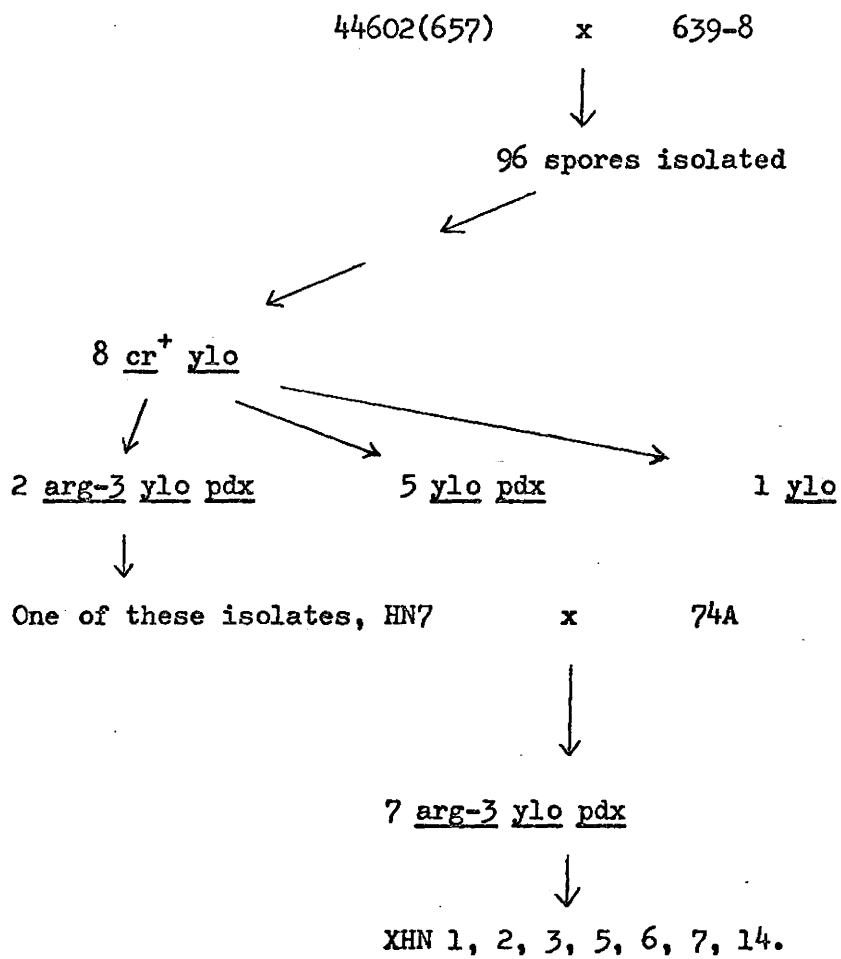 44602(657) x 639-8
96 spores isolated
8 cr+ ylo
2 arg-3 ylo pdx 5 ylo pdx 1 ylo
One of these isolates, HN7 x 74A
7 arg-3 ylo pdx
XHN 1, 2, 3, 5, 6, 7, 14.